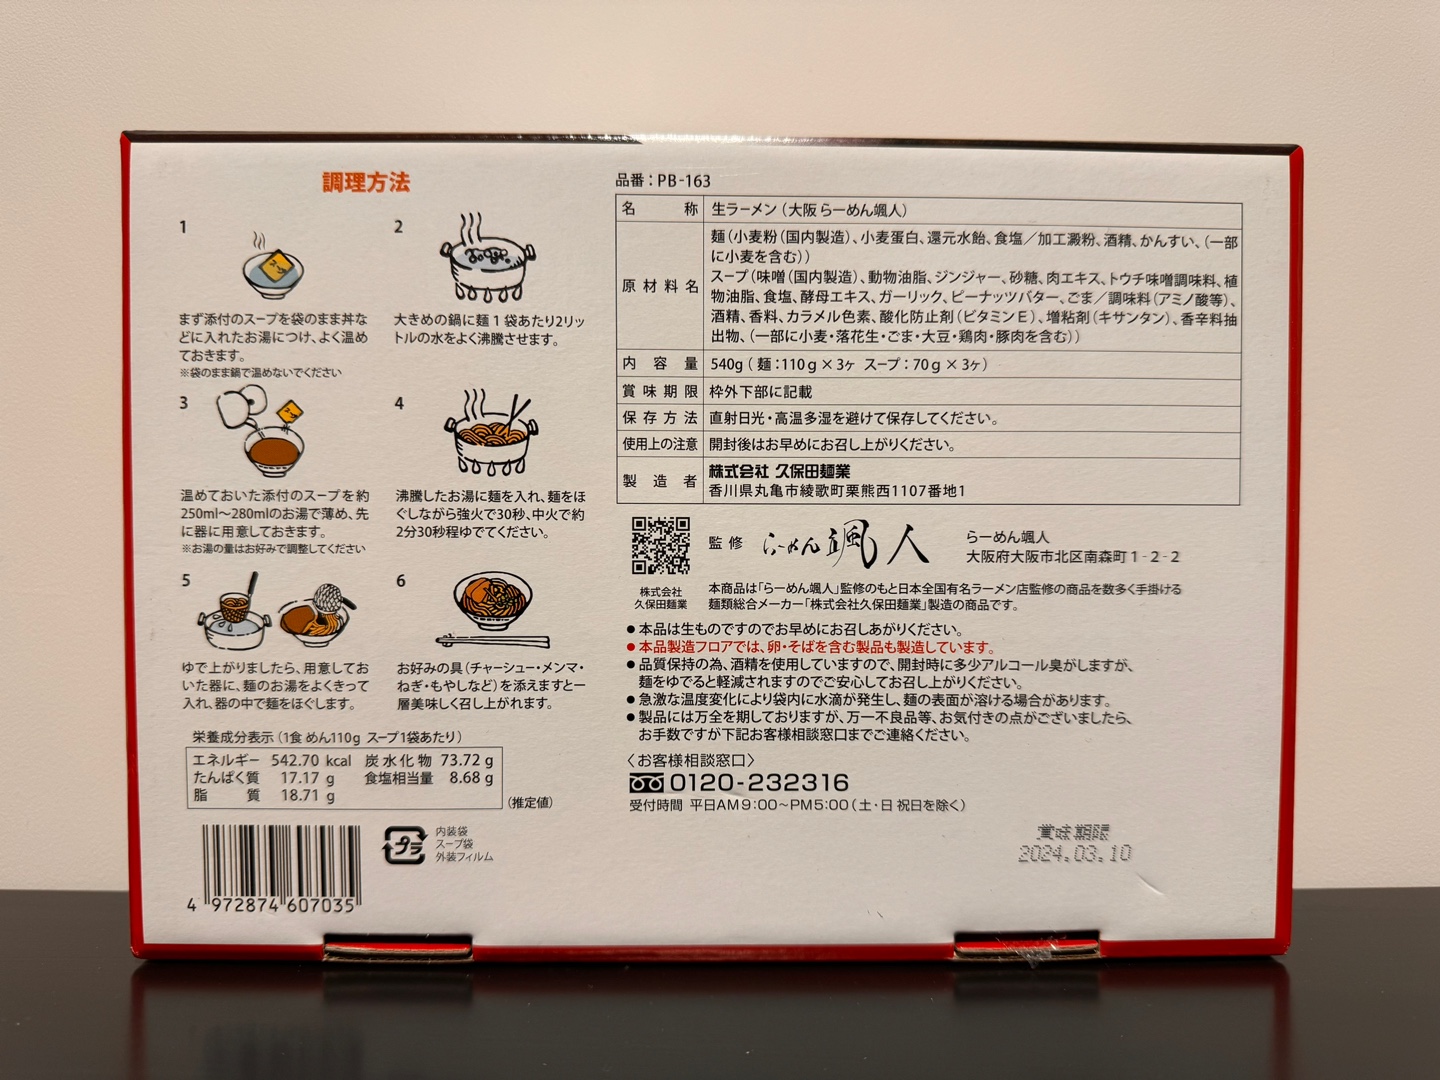 調理方法
1
まず添付のスープを袋のまま丼な
どに入れたお湯につけ、よく温め
ておきます。
※袋のまま鍋で温めないでください
2
大きめの鍋に麺1袋あたり2リッ
トルの水をよく沸騰させます。
3
温めておいた添付のスープを約
250ml〜280mlのお湯で薄め、先
に器に用意しておきます。
※お湯の量はお好みで調整してください
4
沸騰したお湯に麺を入れ、麺をほ
ぐしながら強火で30秒、中火で約
2分30秒程ゆでてください。
5
ゆで上がりましたら、用意してお
いた器に、麺のお湯をよくきって
入れ、器の中で麺をほぐします。
6
お好みの具(チャーシュー・メンマ・
ねぎ・もやしなど)を添えますと一
層美味しく召し上がれます。
栄養成分表示(1食 めん110g スープ1袋あたり)
エネルギー 542.70 kcal 炭水化物 73.72 g
たんぱく質 17.17 g 食塩相当量 8.68 g
脂質 18.71 g
(推定値)
4 972874 607035
プラ
内装袋
スープ袋
外装フィルム
品番:PB-163
名称 生ラーメン(大阪 らーめん颯人)
原材料名 麺(小麦粉(国内製造)、小麦蛋白、還元水飴、食塩/加工澱粉、酒精、かんすい、(一部
に小麦を含む))
スープ(味噌(国内製造)、動物油脂、ジンジャー、砂糖、肉エキス、トウチ味噌調味料、植
物油脂、食塩、酵母エキス、ガーリック、ピーナッツバター、ごま/調味料(アミノ酸等)、
酒精、香料、カラメル色素、酸化防止剤(ビタミンE)、増粘剤(キサンタン)、香辛料抽
出物、(一部に小麦・落花生・ごま・大豆・鶏肉・豚肉を含む))
内容量 540g(麺:110g×3ヶ スープ:70g×3ヶ)
賞味期限 枠外下部に記載
保存方法 直射日光・高温多湿を避けて保存してください。
使用上の注意 開封後はお早めにお召し上がりください。
製造者 株式会社 久保田麺業
香川県丸亀市綾歌町栗熊西1107番地1
株式会社
久保田麺業
監修 らーめん颯人
らーめん颯人
大阪府大阪市北区南森町1-2-2
本商品は「らーめん颯人」監修のもと日本全国有名ラーメン店監修の商品を数多く手掛ける
麺類総合メーカー「株式会社久保田麺業」製造の商品です。
●本品は生ものですのでお早めにお召しあがりください。
●本品製造フロアでは、卵・そばを含む製品も製造しています。
●品質保持の為、酒精を使用していますので、開封時に多少アルコール臭がしますが、
麺をゆでると軽減されますのでご安心してお召し上がりください。
●急激な温度変化により袋内に水滴が発生し、麺の表面が溶ける場合があります。
●製品には万全を期しておりますが、万一不良品等、お気付きの点がございましたら、
お手数ですが下記お客様相談窓口までご連絡ください。
〈お客様相談窓口〉
0120-232316
受付時間 平日AM9:00〜PM5:00(土・日 祝日を除く)
賞味期限
2024.03.10